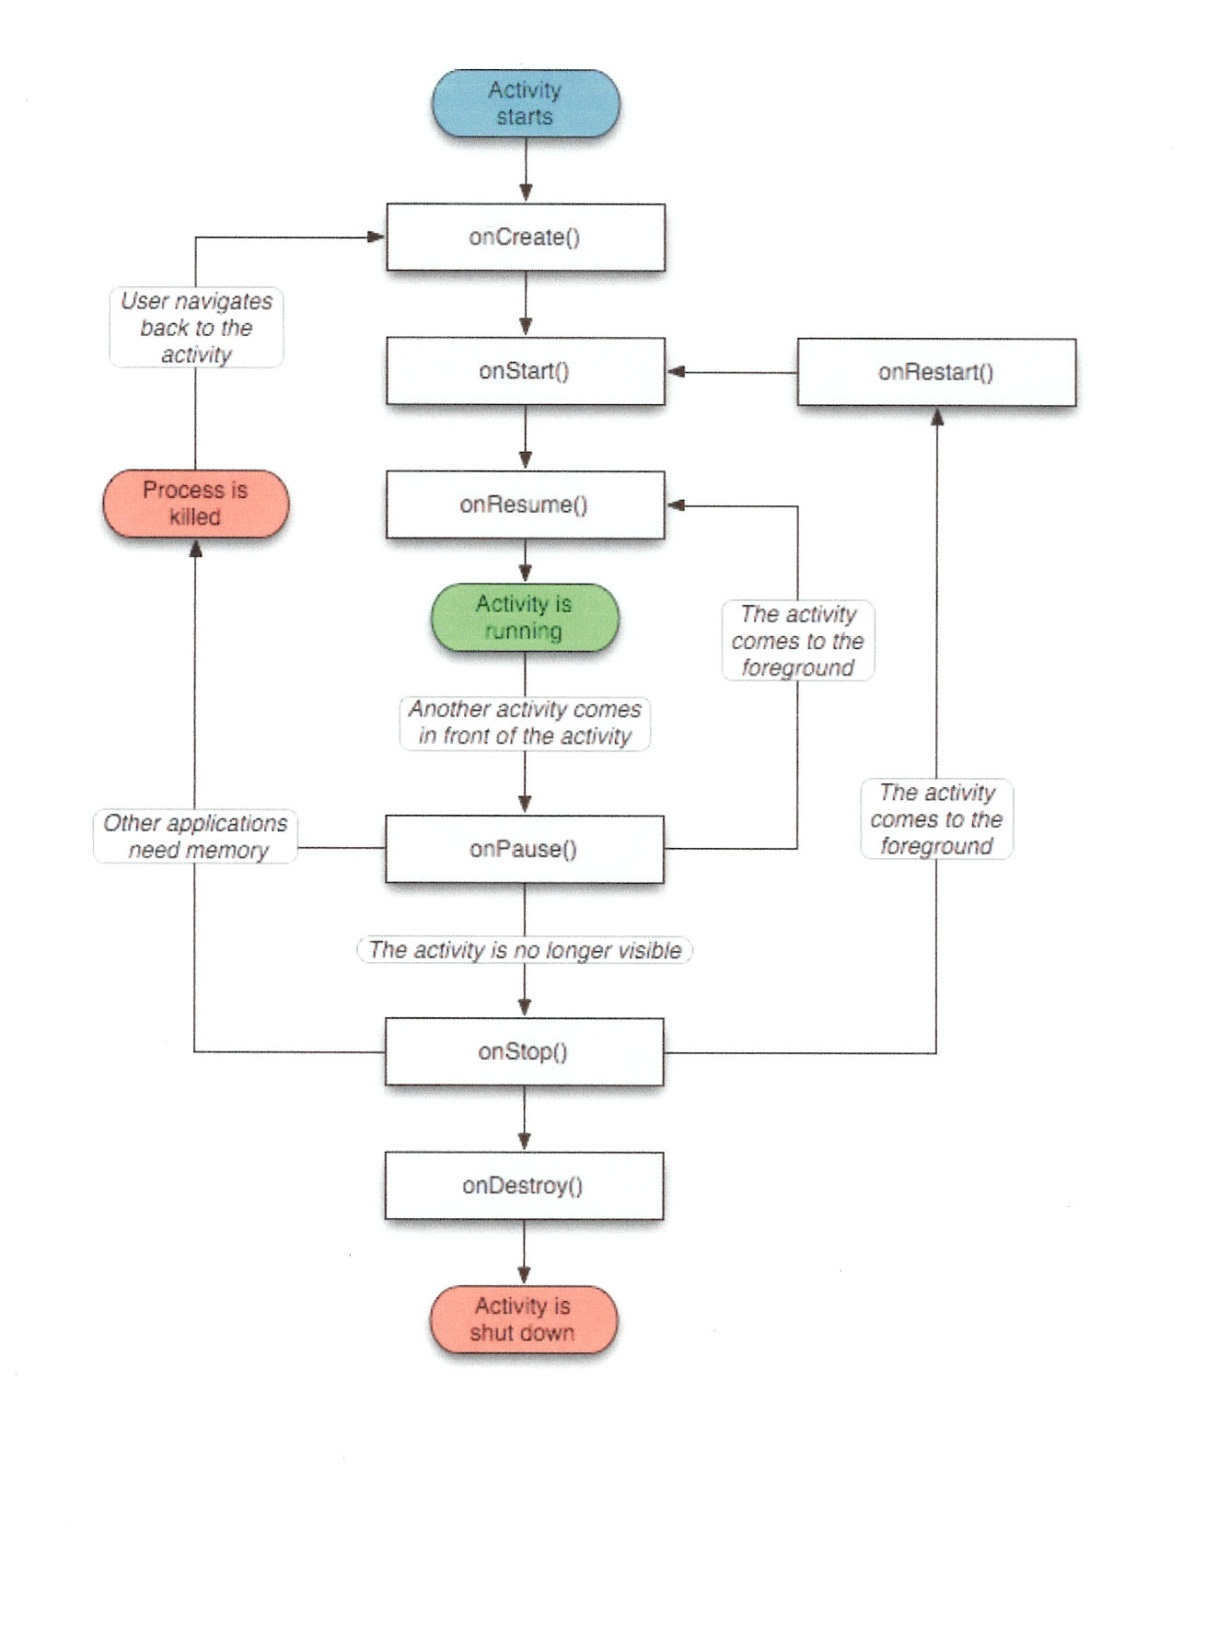 Activity
starts
onCreate()
User navigates
back to the
activity
onStart()
onRestart()
Process is
killed
onResume()
Activity is
running
The activity
comes to the
foreground
Another activity comes
in front of the activity
The activity
comes to the
foreground
Other applications
need memory
onPause()
The activity is no longer visible
onStop()
onDestroy()
Activity is
shut down